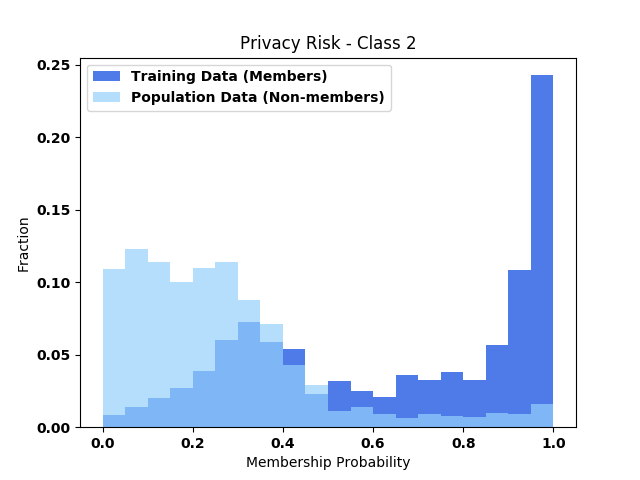 Privacy Risk - Class 2
Training Data (Members)
Population Data (Non-members)
0.25
0.20
0.15
0.10
0.05
0.00
Fraction
0.0 0.2 0.4 0.6 0.8 1.0
Membership Probability